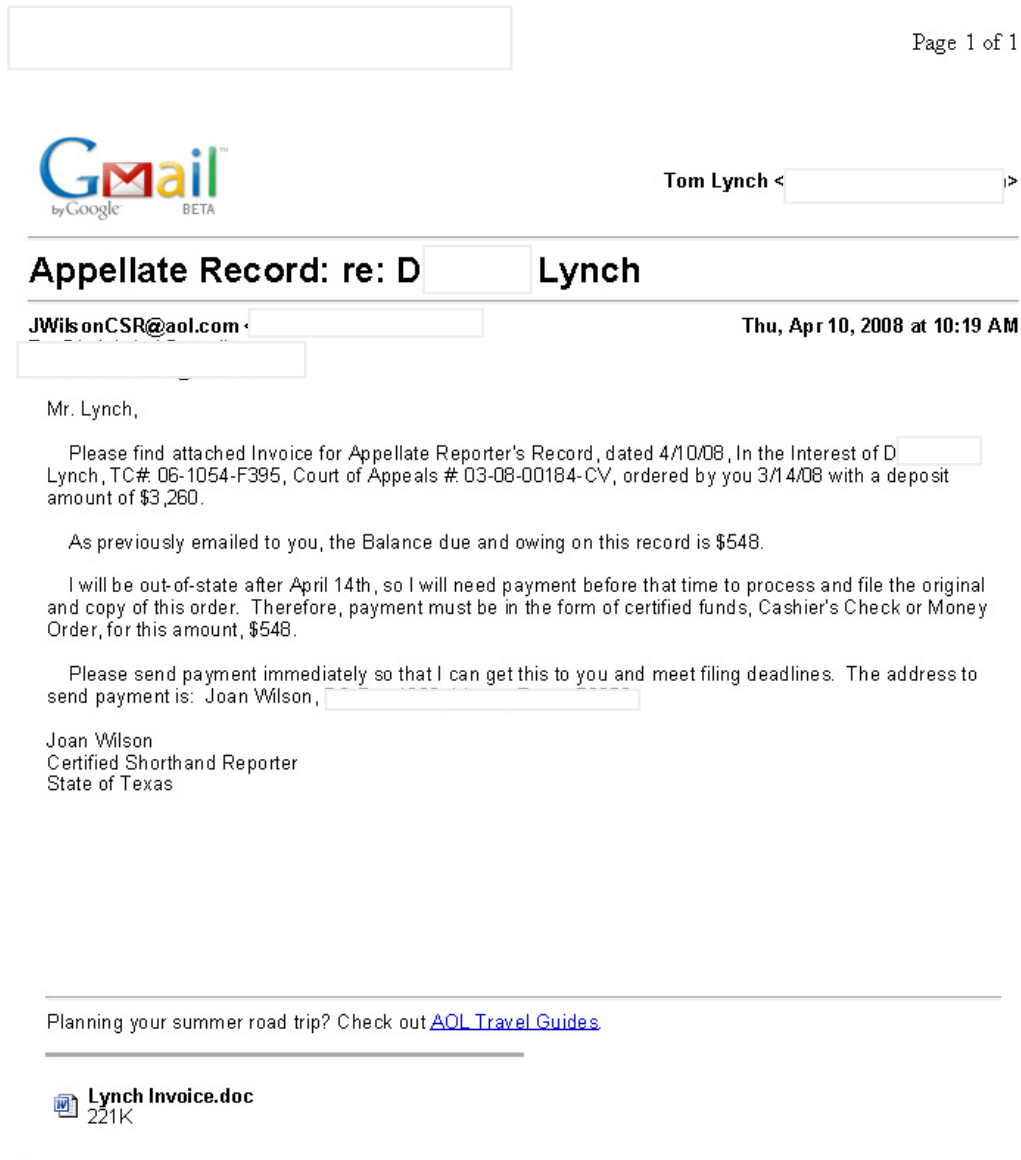 Page 1 of 1
Gmail™
by Google BETA
Tom Lynch < >
Appellate Record: re: D Lynch
JWilsonCSR@aol.com <
Thu, Apr 10, 2008 at 10:19 AM
Mr. Lynch,
Please find attached Invoice for Appellate Reporter's Record, dated 4/10/08, In the Interest of D
Lynch, TC#: 06-1054-F395, Court of Appeals #: 03-08-00184-CV, ordered by you 3/14/08 with a deposit
amount of $3,260.
As previously emailed to you, the Balance due and owing on this record is $548.
I will be out-of-state after April 14th, so I will need payment before that time to process and file the original
and copy of this order. Therefore, payment must be in the form of certified funds, Cashier's Check or Money
Order, for this amount, $548.
Please send payment immediately so that I can get this to you and meet filing deadlines. The address to
send payment is: Joan Wilson,
Joan Wilson
Certified Shorthand Reporter
State of Texas
Planning your summer road trip? Check out AOL Travel Guides.
Lynch Invoice.doc
221K